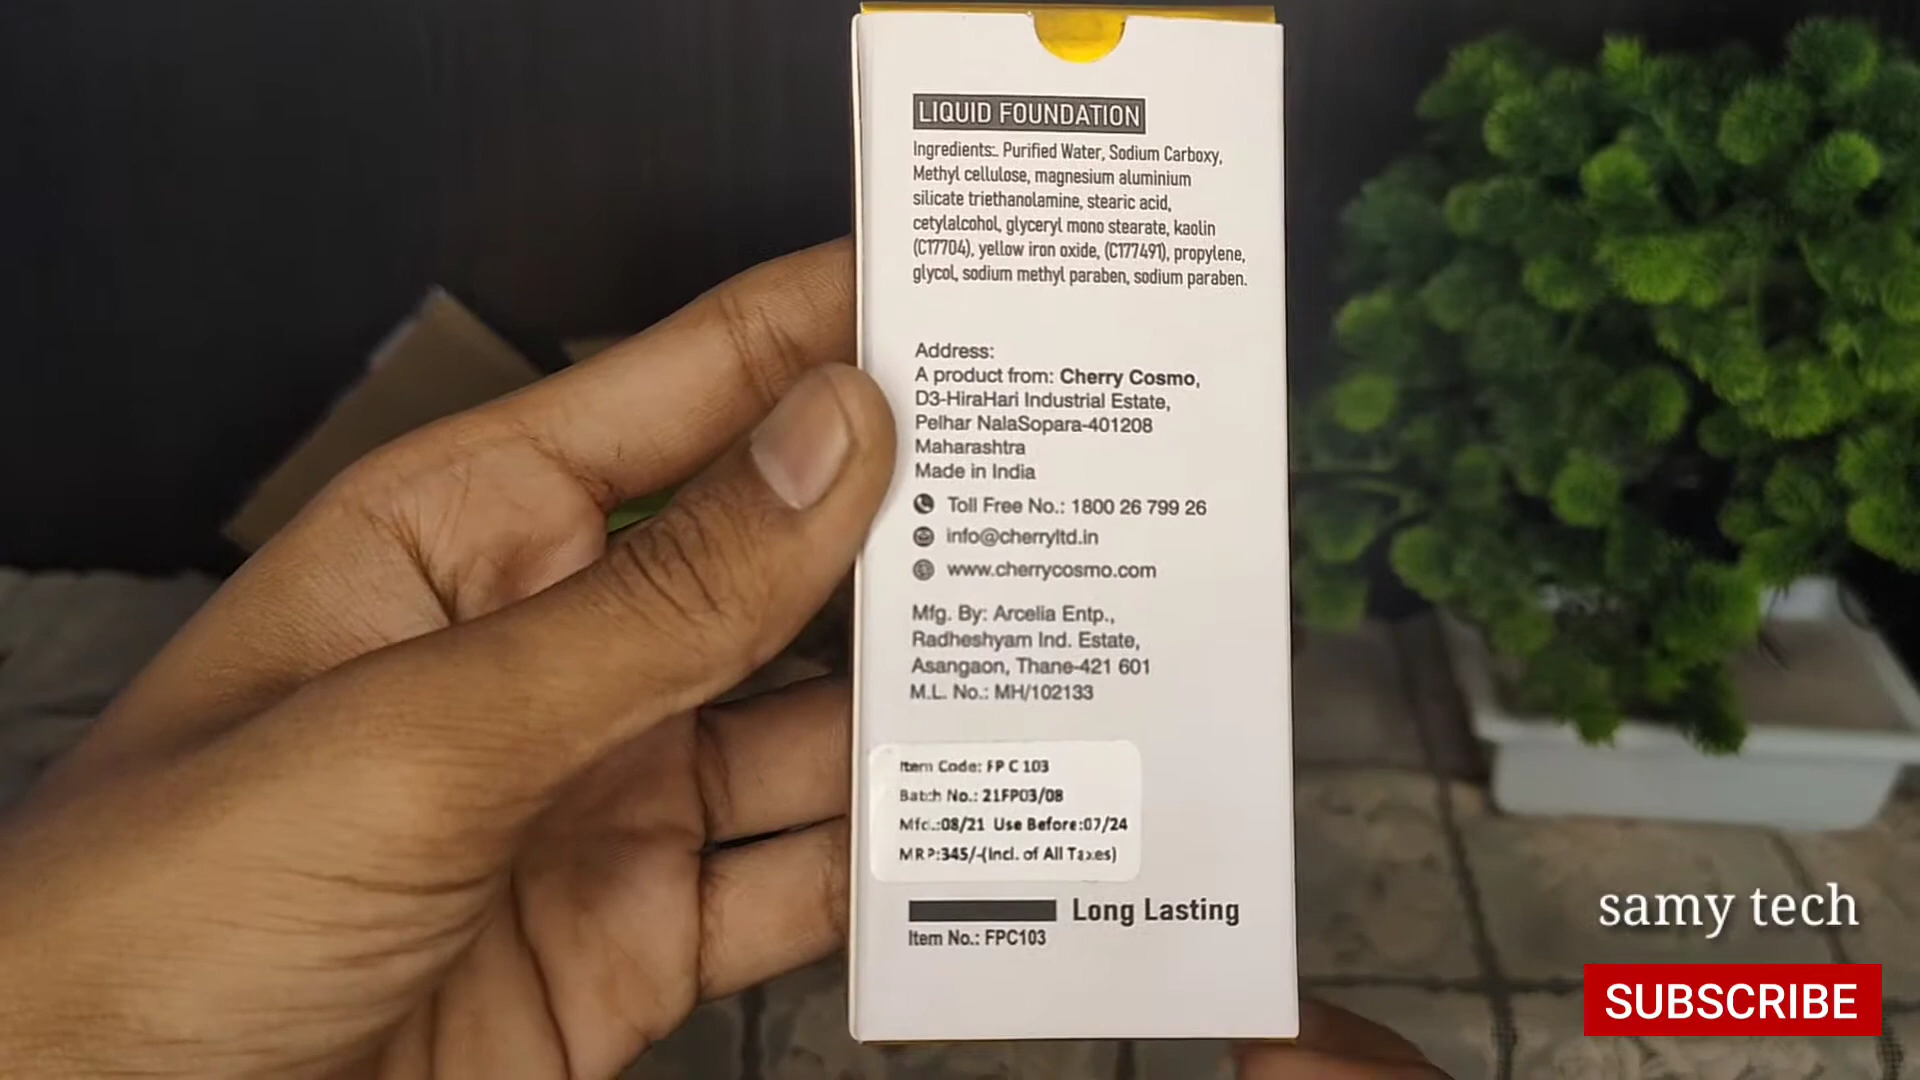 LIQUID FOUNDATION
Ingredients:. Purified Water, Sodium Carboxy,
Methyl cellulose, magnesium aluminium
silicate triethanolamine, stearic acid,
cetylalcohol, glyceryl mono stearate, kaolin
(C17704), yellow iron oxide, (C177491), propylene,
glycol, sodium methyl paraben, sodium paraben.
Address:
A product from: Cherry Cosmo,
D3-HiraHari Industrial Estate,
Pelhar NalaSopara-401208
Maharashtra
Made in India
Toll Free No.: 1800 26 799 26
info@cherryltd.in
www.cherrycosmo.com
Mfg. By: Arcelia Entp.,
Radheshyam Ind. Estate,
Asangaon, Thane-421 601
M.L. No.: MH/102133
Item Code: FP C 103
Batch No.: 21FP03/08
Mfd.:08/21 Use Before:07/24
MRP:345/-(Incl. of All Taxes)
Long Lasting
Item No.: FPC103
samy tech
SUBSCRIBE